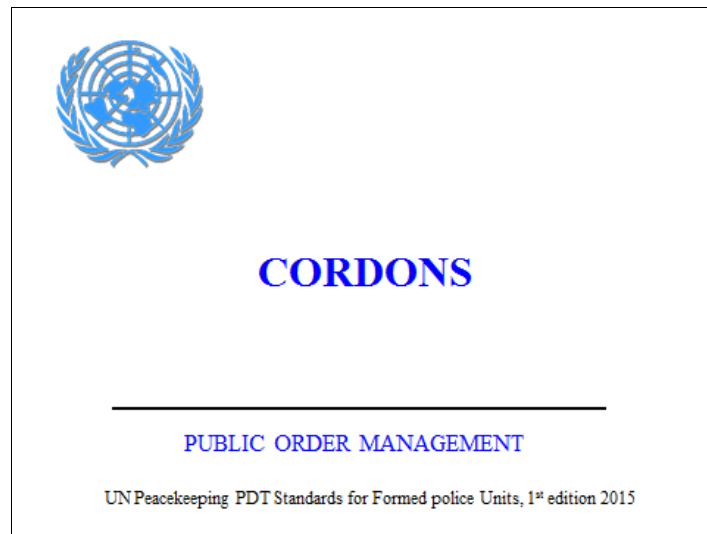 CORDONS
PUBLIC ORDER MANAGEMENT
UN Peacekeeping PDT Standards for Formed police Units, 1st edition 2015